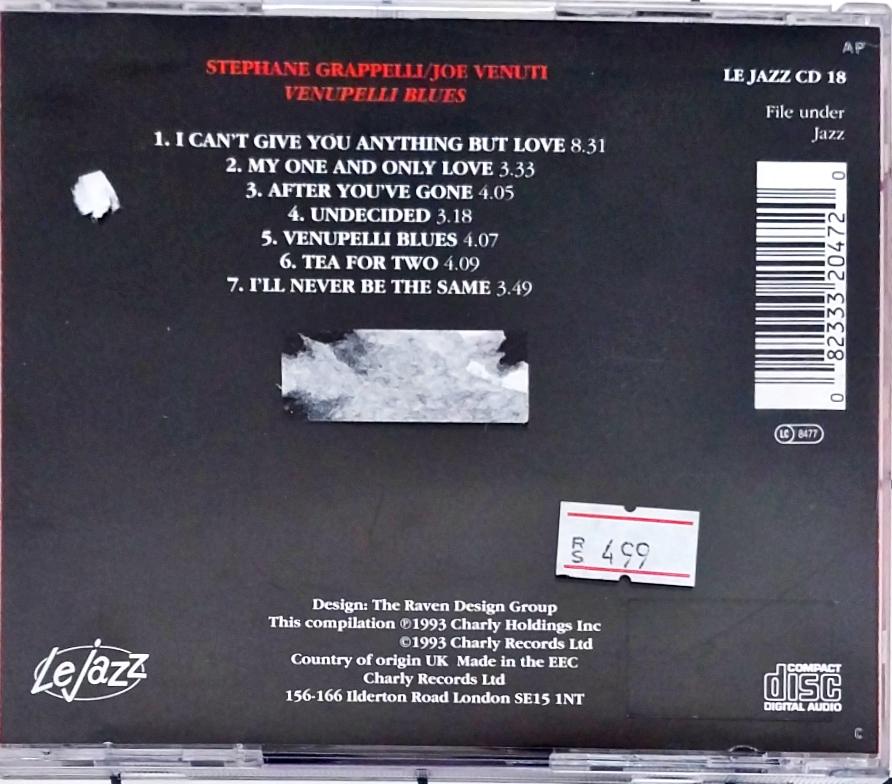 AP
STEPHANE GRAPPELLI/JOE VENUTI
VENUPELLI BLUES
LE JAZZ CD 18
File under
Jazz
1. I CAN'T GIVE YOU ANYTHING BUT LOVE 8.31
2. MY ONE AND ONLY LOVE 3.33
3. AFTER YOU'VE GONE 4.05
4. UNDECIDED 3.18
5. VENUPELLI BLUES 4.07
6. TEA FOR TWO 4.09
7. I'LL NEVER BE THE SAME 3.49
0 82333 20472 0
LC 8477
RS 499
Design: The Raven Design Group
This compilation ℗1993 Charly Holdings Inc
©1993 Charly Records Ltd
Country of origin UK Made in the EEC
Charly Records Ltd
156-166 Ilderton Road London SE15 1NT
Le Jazz
COMPACT
disc
DIGITAL AUDIO
C